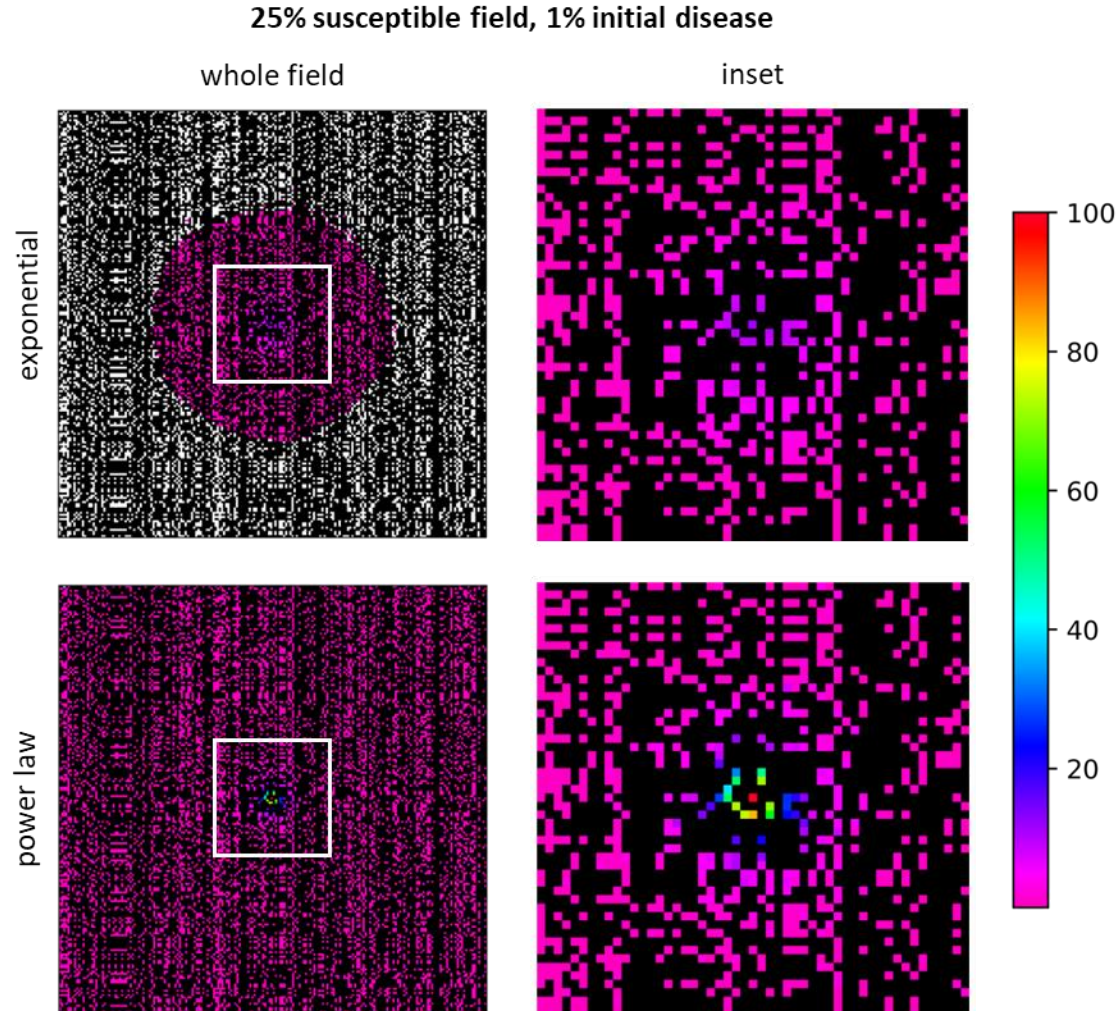 25% susceptible field, 1% initial disease
whole field
inset
exponential
power law
100
80
60
40
20